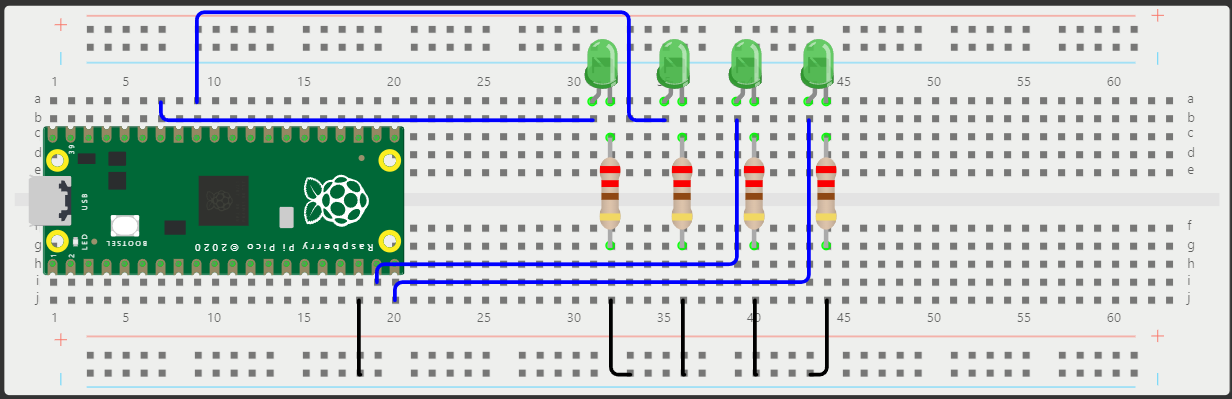 + +
1 5 10 15 20 25 30 35 40 45 50 55 60
a a
b b
c c
d d
e e
39
USB
BOOTSEL
LED
1
2
Raspberry Pi Pico ©2020
f f
g g
h h
i i
j j
1 5 10 15 20 25 30 35 40 45 50 55 60
+ +